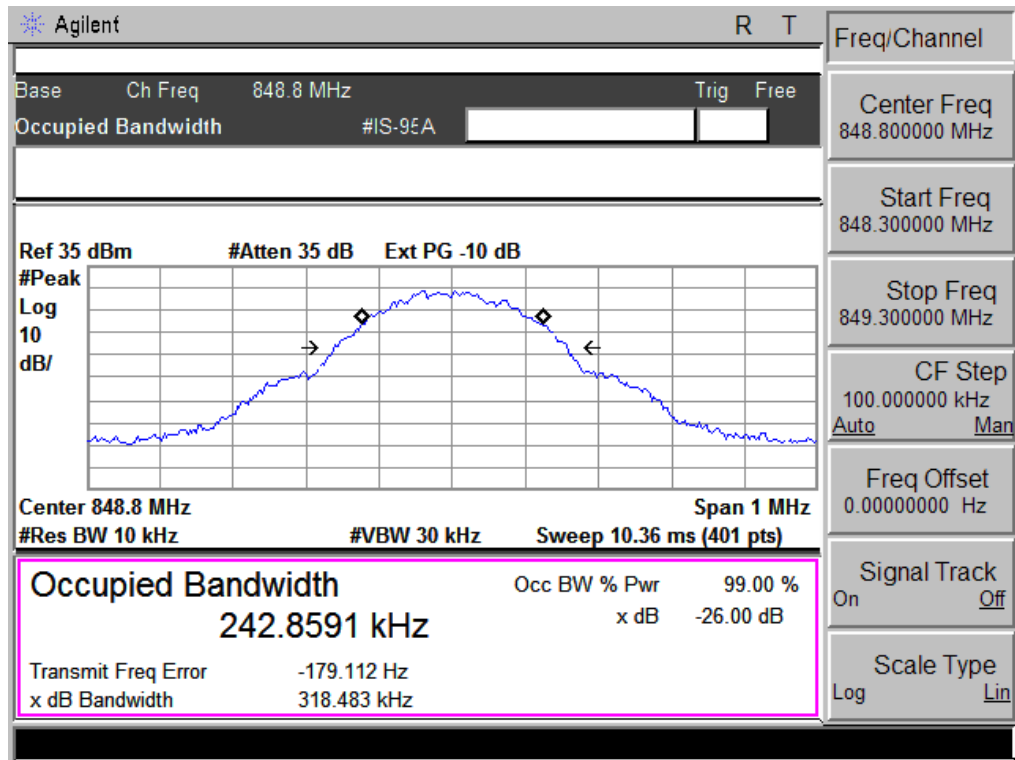 Agilent R T
Base Ch Freq 848.8 MHz Trig Free
Occupied Bandwidth #IS-95A
Ref 35 dBm #Atten 35 dB Ext PG -10 dB
#Peak
Log
10
dB/
Center 848.8 MHz Span 1 MHz
#Res BW 10 kHz #VBW 30 kHz Sweep 10.36 ms (401 pts)
Occupied Bandwidth Occ BW % Pwr 99.00 %
242.8591 kHz x dB -26.00 dB
Transmit Freq Error -179.112 Hz
x dB Bandwidth 318.483 kHz
Freq/Channel
Center Freq
848.800000 MHz
Start Freq
848.300000 MHz
Stop Freq
849.300000 MHz
CF Step
100.000000 kHz
Auto Man
Freq Offset
0.00000000 Hz
Signal Track
On Off
Scale Type
Log Lin